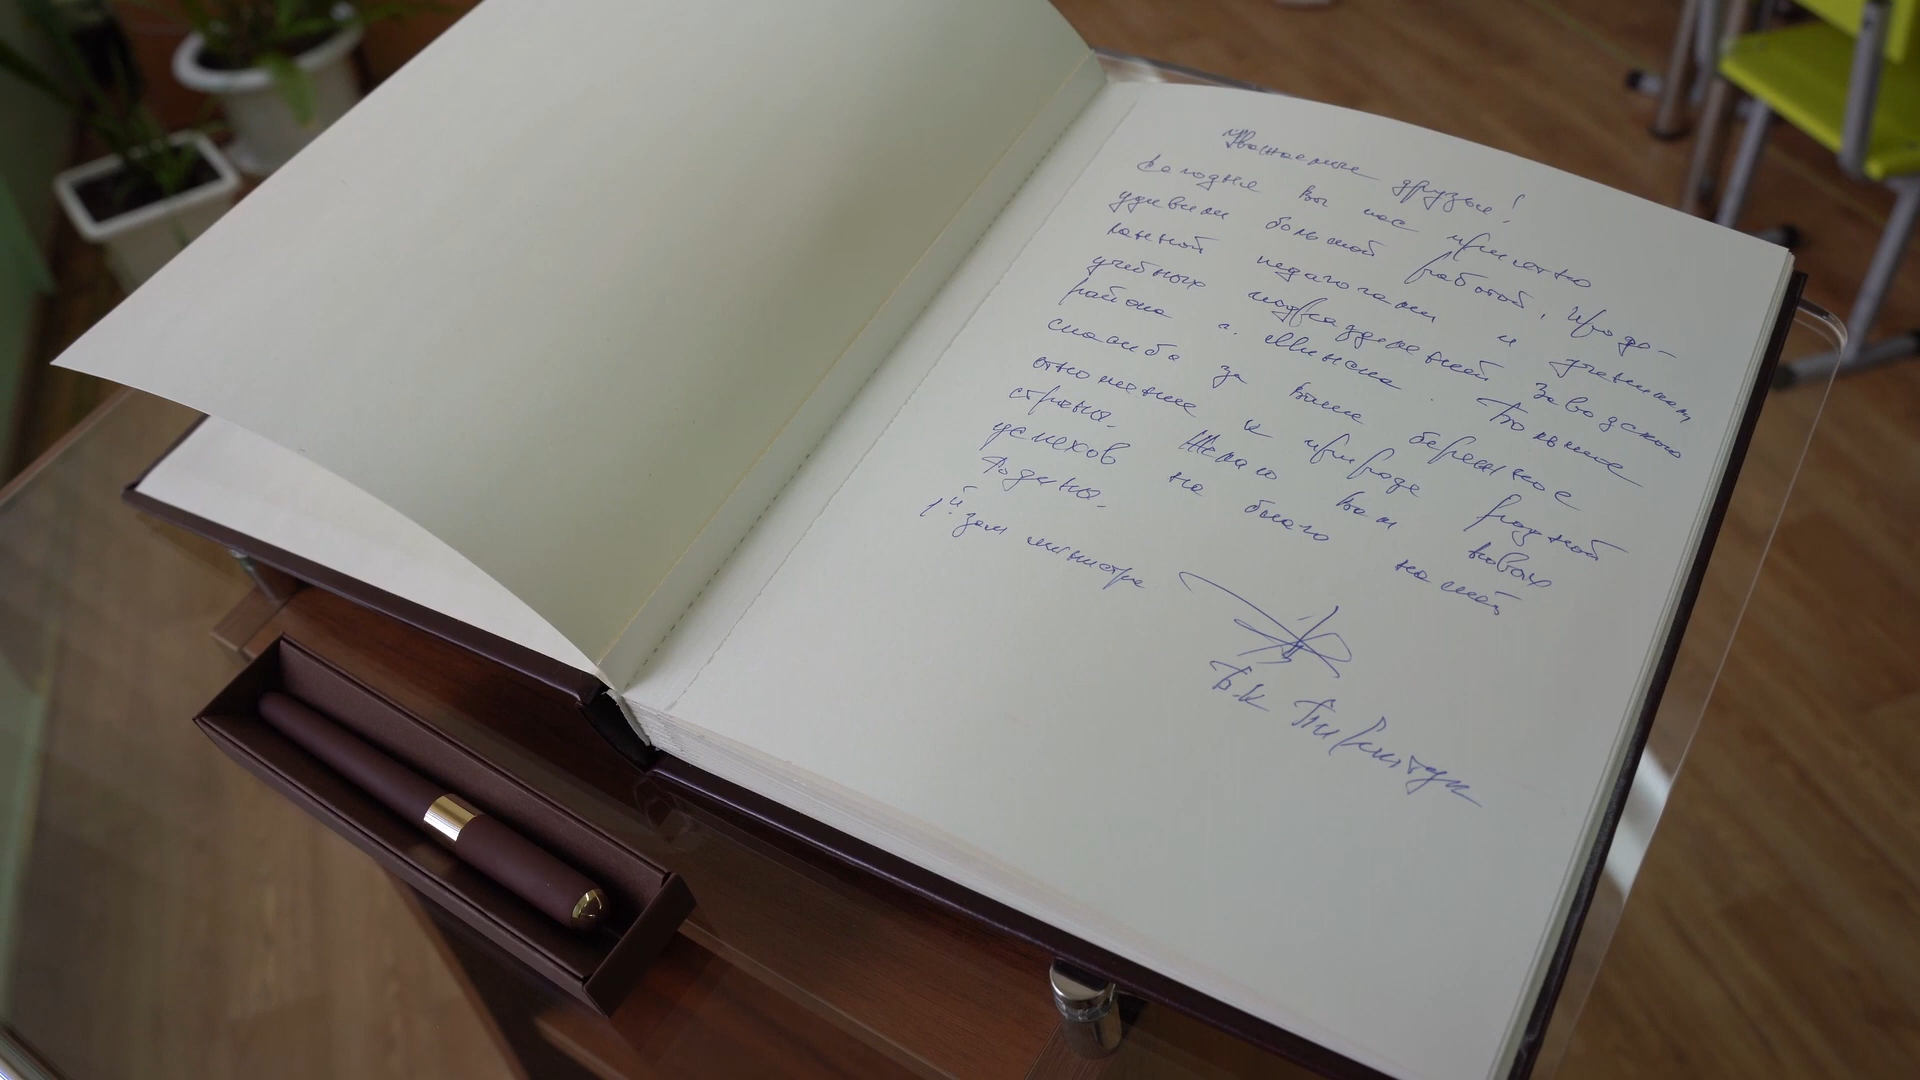 Уважаемые друзья!
Сегодня Вы нас приятно
удивили большой работой, продо-
ланной педагогами и учениками
учебных подразделений Заводского
района г. Минска. Большое
спасибо за Ваше бережное
отношение к природе родной
страны. Желаю Вам новых
успехов на благо нашей
Родины.
1й зам министра
Б.К